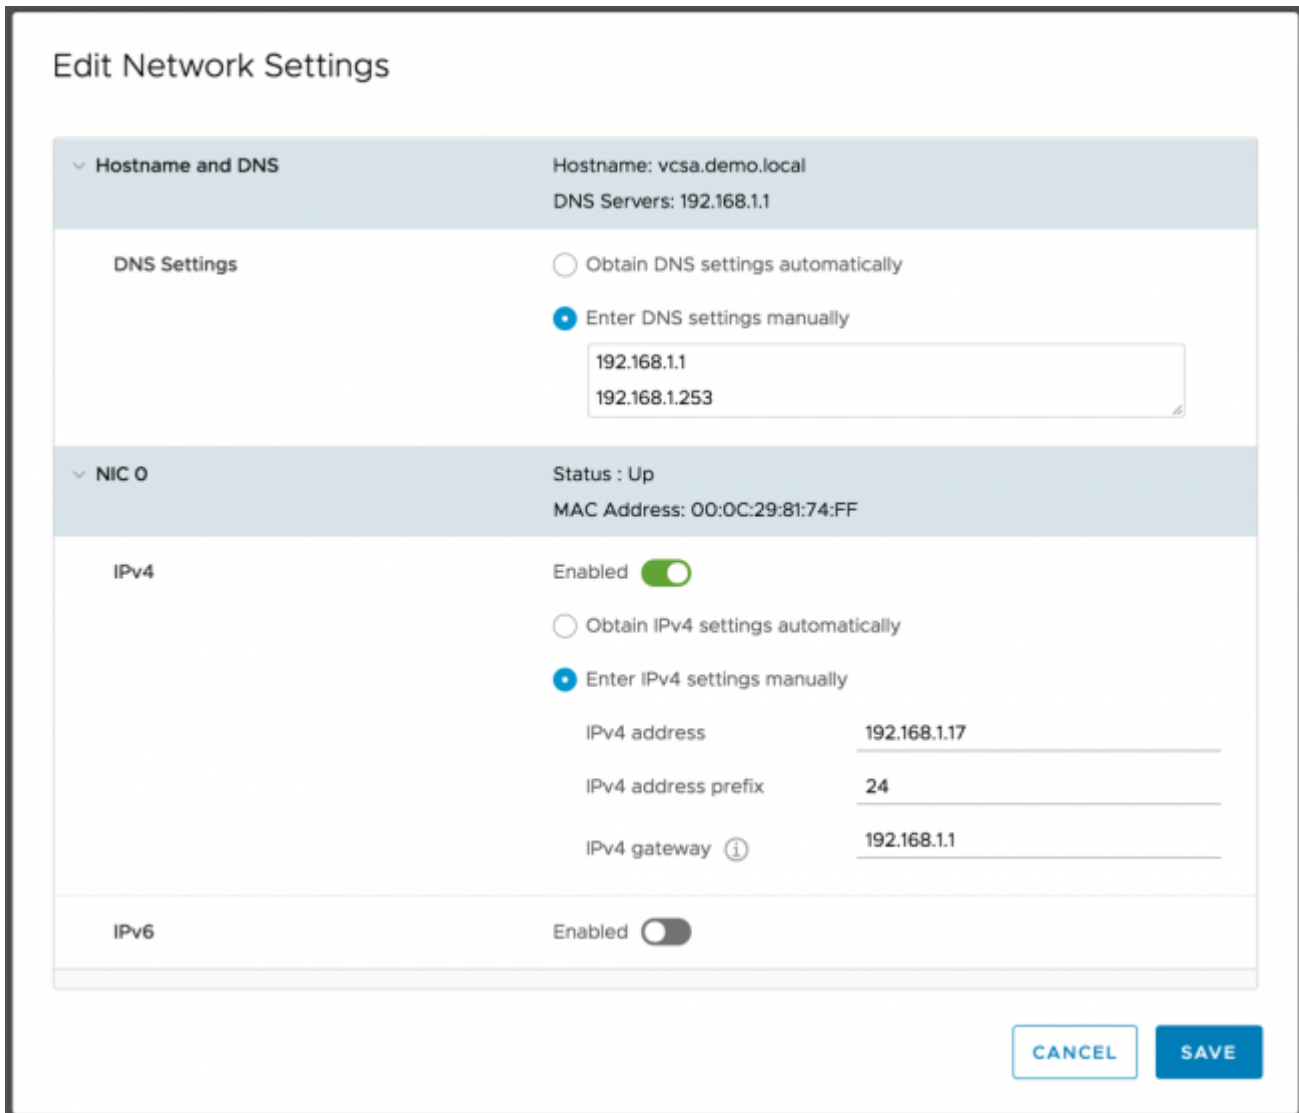 Edit Network Settings
Hostname and DNS
Hostname: vcsa.demo.local
DNS Servers: 192.168.1.1
DNS Settings
Obtain DNS settings automatically
Enter DNS settings manually
192.168.1.1
192.168.1.253
NIC 0
Status : Up
MAC Address: 00:0C:29:81:74:FF
IPv4
Enabled
Obtain IPv4 settings automatically
Enter IPv4 settings manually
IPv4 address 192.168.1.17
IPv4 address prefix 24
IPv4 gateway 192.168.1.1
IPv6
Enabled
CANCEL SAVE